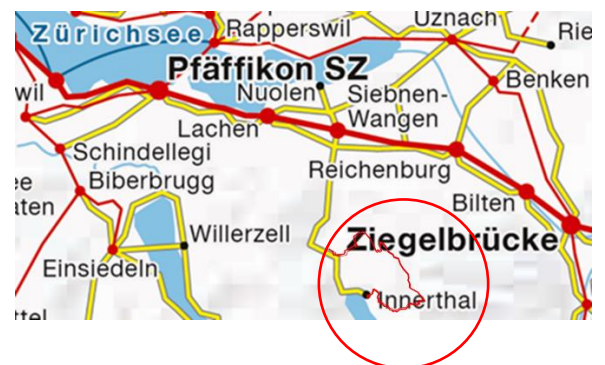 Zürichsee
Rapperswil
Uznach
Rie
Pfäffikon SZ
Benken
wil
Nuolen
Siebnen-
Wangen
Lachen
Schindellegi
Reichenburg
ee
Biberbrugg
aten
Bilten
Willerzell
Ziegelbrücke
Einsiedeln
Innerthal
ttel